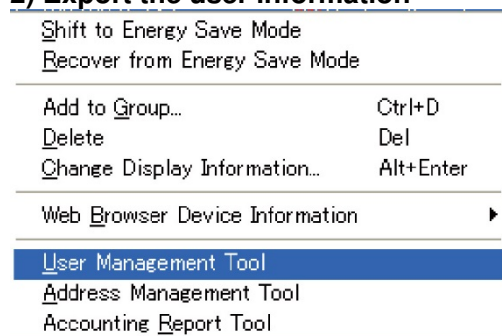 2) Export the user information
Shift to Energy Save Mode
Recover from Energy Save Mode
Add to Group... Ctrl+D
Delete Del
Change Display Information... Alt+Enter
Web Browser Device Information
User Management Tool
Address Management Tool
Accounting Report Tool